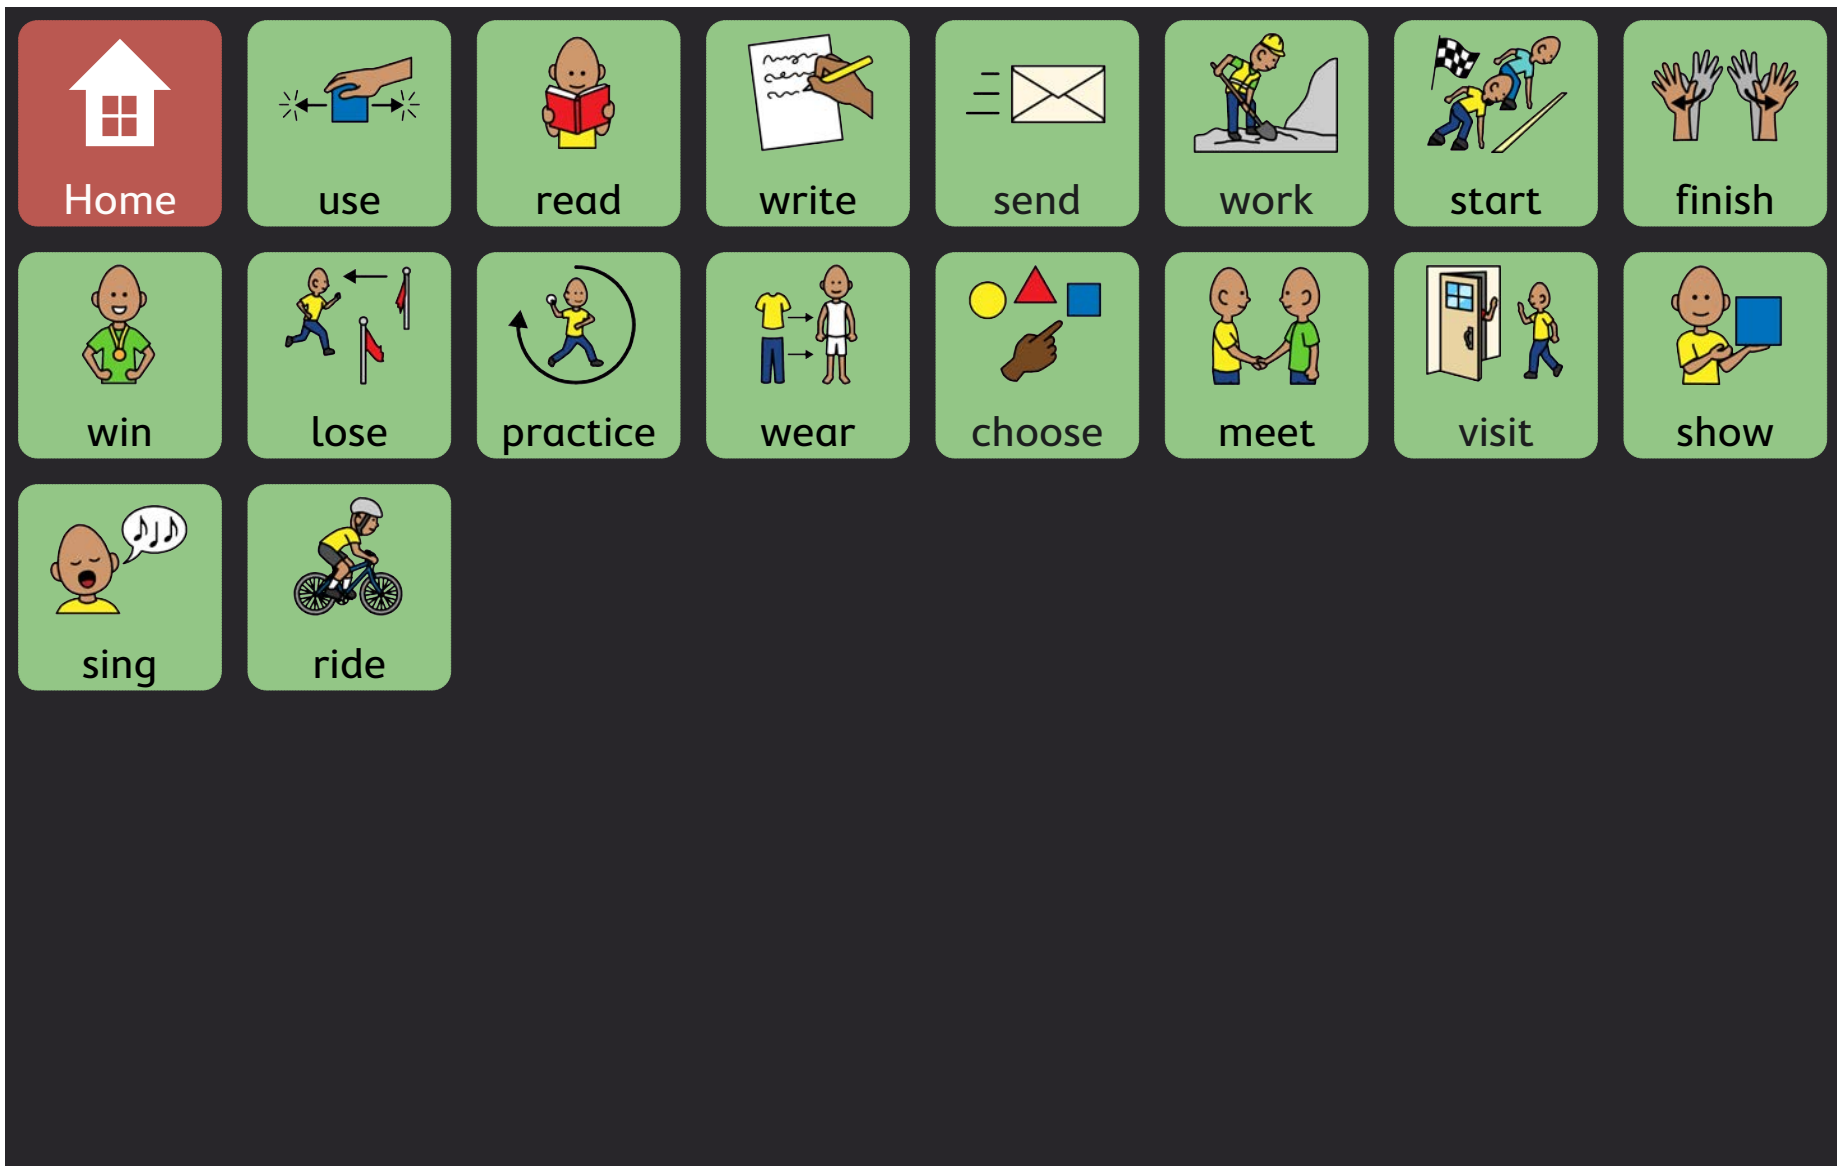 Home
use
read
write
send
work
start
finish
win
lose
practice
wear
choose
meet
visit
show
sing
ride